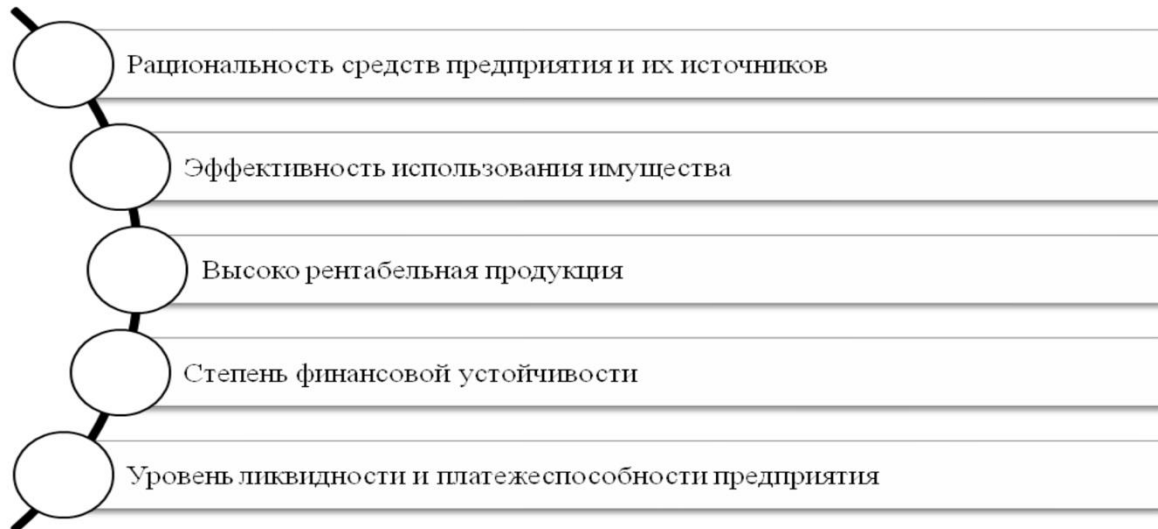 Рациональность средств предприятия и их источников
Эффективность использования имущества
Высоко рентабельная продукция
Степень финансовой устойчивости
Уровень ликвидности и платежеспособности предприятия